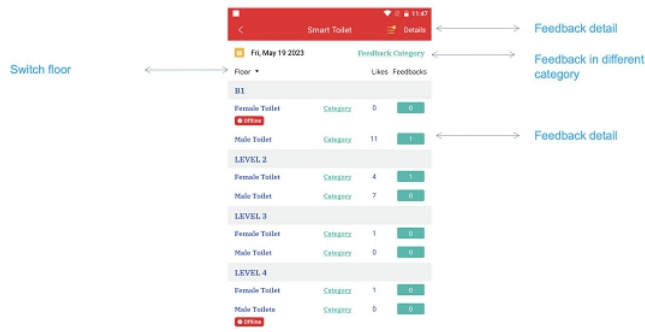 11:47
Smart Toilet
Details
Feedback detail
Fri, May 19 2023
Feedback Category
Feedback in different
category
Switch floor
Floor
Likes
Feedbacks
B1
Female Toilet Category 0 0
Offline
Male Toilet Category 11 1
Feedback detail
LEVEL 2
Female Toilet Category 4 1
Male Toilet Category 7 0
LEVEL 3
Female Toilet Category 1 0
Male Toilet Category 0 0
LEVEL 4
Female Toilet Category 1 0
Male Toilets Category 0 0
Offline